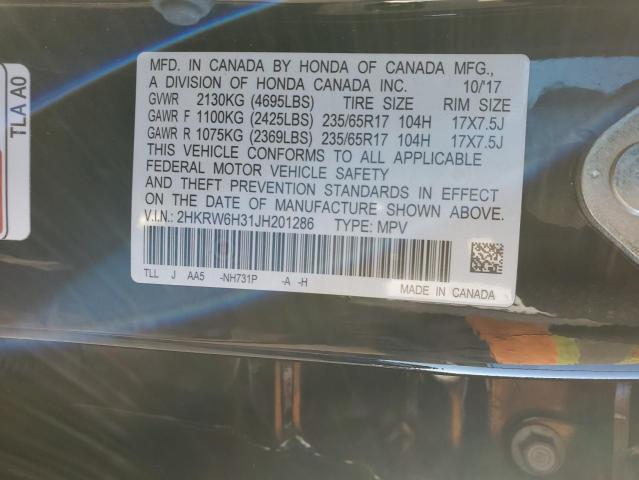 MFD. IN CANADA BY HONDA OF CANADA MFG.,
A DIVISION OF HONDA CANADA INC. 10/'17
GVWR 2130KG (4695LBS) TIRE SIZE RIM SIZE
GAWR F 1100KG (2425LBS) 235/65R17 104H 17X7.5J
GAWR R 1075KG (2369LBS) 235/65R17 104H 17X7.5J
THIS VEHICLE CONFORMS TO ALL APPLICABLE
FEDERAL MOTOR VEHICLE SAFETY
AND THEFT PREVENTION STANDARDS IN EFFECT
ON THE DATE OF MANUFACTURE SHOWN ABOVE.
V.I.N.: 2HKRW6H31JH201286 TYPE: MPV
TLL J AA5 -NH731P -A -H
MADE IN CANADA
TLA A0